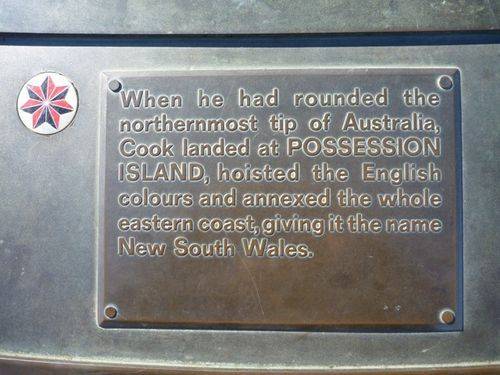 When he had rounded the
northernmost tip of Australia,
Cook landed at POSSESSION
ISLAND, hoisted the English
colours and annexed the whole
eastern coast, giving it the name
New South Wales.